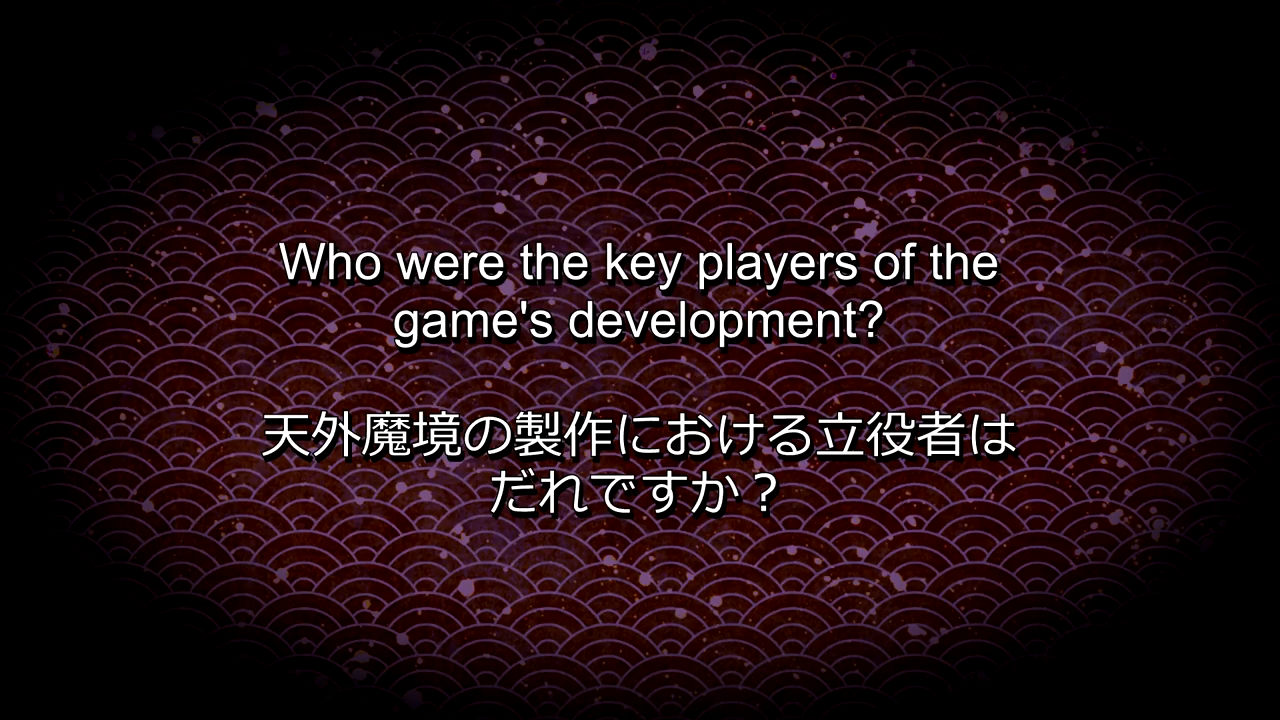 Who were the key players of the
game's development?
天外魔境の製作における立役者は
だれですか？